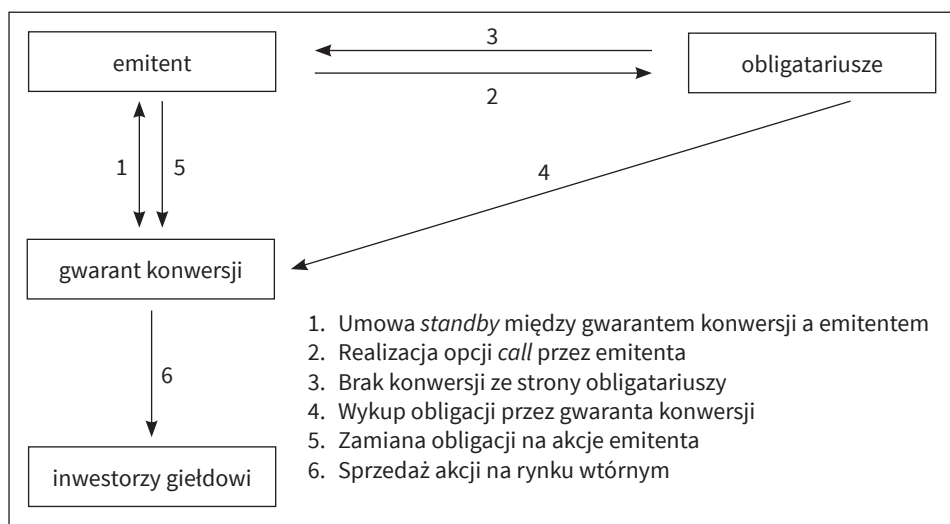 emitent
3
2
obligatariusze
1
5
4
gwarant konwersji
6
inwestorzy giełdowi
1. Umowa standby między gwarantem konwersji a emitentem
2. Realizacja opcji call przez emitenta
3. Brak konwersji ze strony obligatariuszy
4. Wykup obligacji przez gwaranta konwersji
5. Zamiana obligacji na akcje emitenta
6. Sprzedaż akcji na rynku wtórnym